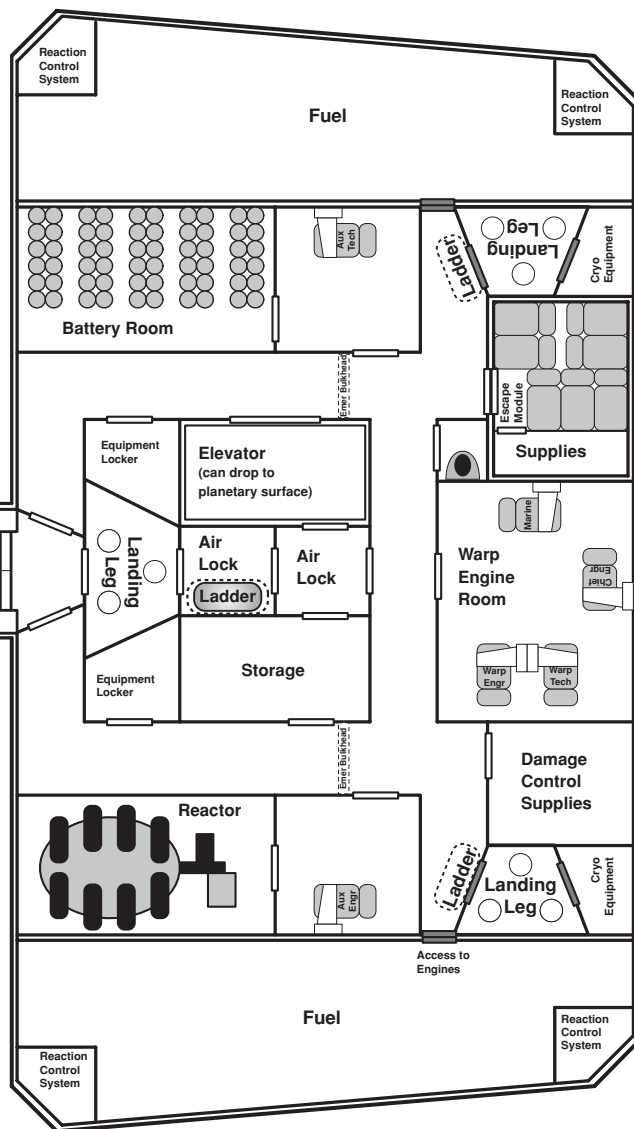 Reaction
Control
System
Fuel
Reaction
Control
System
Aux
Tech
Ladder
Landing
Leg
Cryo
Equipment
Battery Room
Emer Bulkhead
Escape
Module
Supplies
Equipment
Locker
Elevator
(can drop to
planetary surface)
Marine
Air
Lock
Air
Lock
Ladder
Landing
Leg
Warp
Engine
Room
Chief
Engr
Equipment
Locker
Storage
Warp
Engr
Warp
Tech
Emer Bulkhead
Damage
Control
Supplies
Reactor
Aux
Engr
Ladder
Landing
Leg
Cryo
Equipment
Access to
Engines
Fuel
Reaction
Control
System
Reaction
Control
System